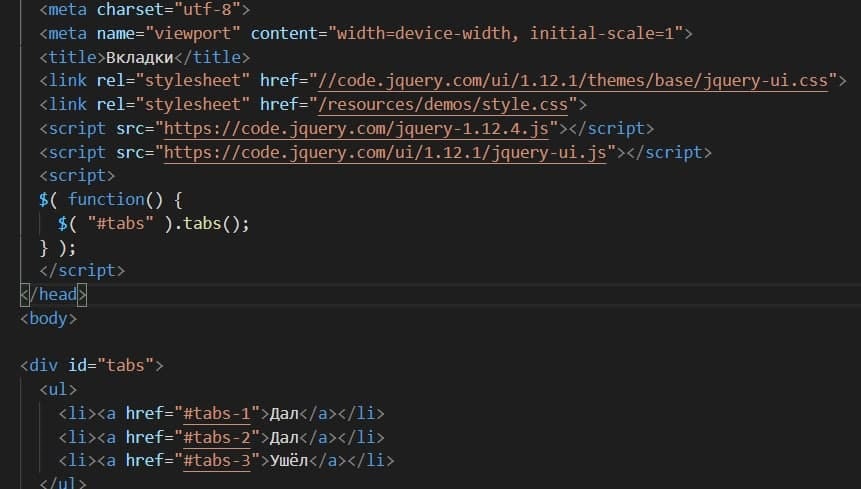 <meta charset="utf-8">
<meta name="viewport" content="width=device-width, initial-scale=1">
<title>Вкладки</title>
<link rel="stylesheet" href="//code.jquery.com/ui/1.12.1/themes/base/jquery-ui.css">
<link rel="stylesheet" href="/resources/demos/style.css">
<script src="https://code.jquery.com/jquery-1.12.4.js"></script>
<script src="https://code.jquery.com/ui/1.12.1/jquery-ui.js"></script>
<script>
$( function() {
$( "#tabs" ).tabs();
} );
</script>
</head>
<body>
<div id="tabs">
<ul>
<li><a href="#tabs-1">Дал</a></li>
<li><a href="#tabs-2">Дал</a></li>
<li><a href="#tabs-3">Ушёл</a></li>
</ul>